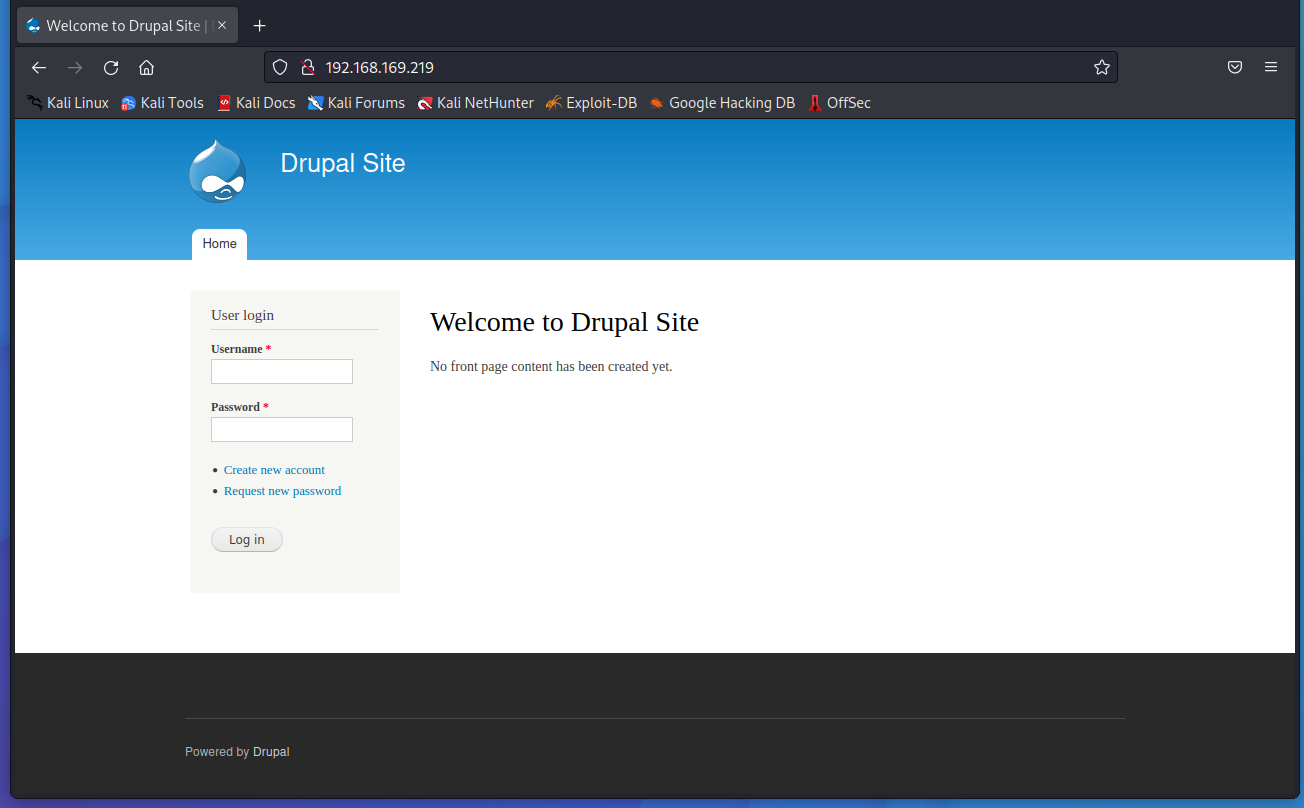 Welcome to Drupal Site |
192.168.169.219
Kali Linux Kali Tools Kali Docs Kali Forums Kali NetHunter Exploit-DB Google Hacking DB OffSec
Drupal Site
Home
User login
Username *
Password *
Create new account
Request new password
Log in
Welcome to Drupal Site
No front page content has been created yet.
Powered by Drupal